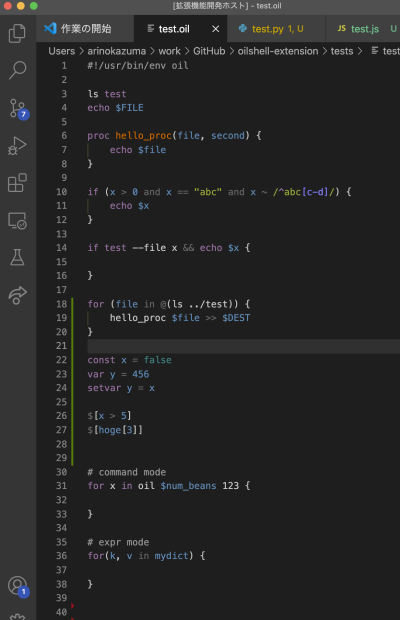 [拡張機能開発ホスト] - test.oil
作業の開始 test.oil × test.py 1, U JS test.js U
Users > arinokazuma > work > GitHub > oilshell-extension > tests > test
1 #!/usr/bin/env oil
2
3 ls test
4 echo $FILE
5
6 proc hello_proc(file, second) {
7 echo $file
8 }
9
10 if (x > 0 and x == "abc" and x ~ /^abc[c-d]/) {
11 echo $x
12 }
13
14 if test --file x && echo $x {
15
16 }
17
18 for (file in @(ls ../test)) {
19 hello_proc $file >> $DEST
20 }
21
22 const x = false
23 var y = 456
24 setvar y = x
25
26 $[x > 5]
27 $[hoge[3]]
28
29
30 # command mode
31 for x in oil $num_beans 123 {
32
33 }
34
35 # expr mode
36 for(k, v in mydict) {
37
38 }
39
40
7
1